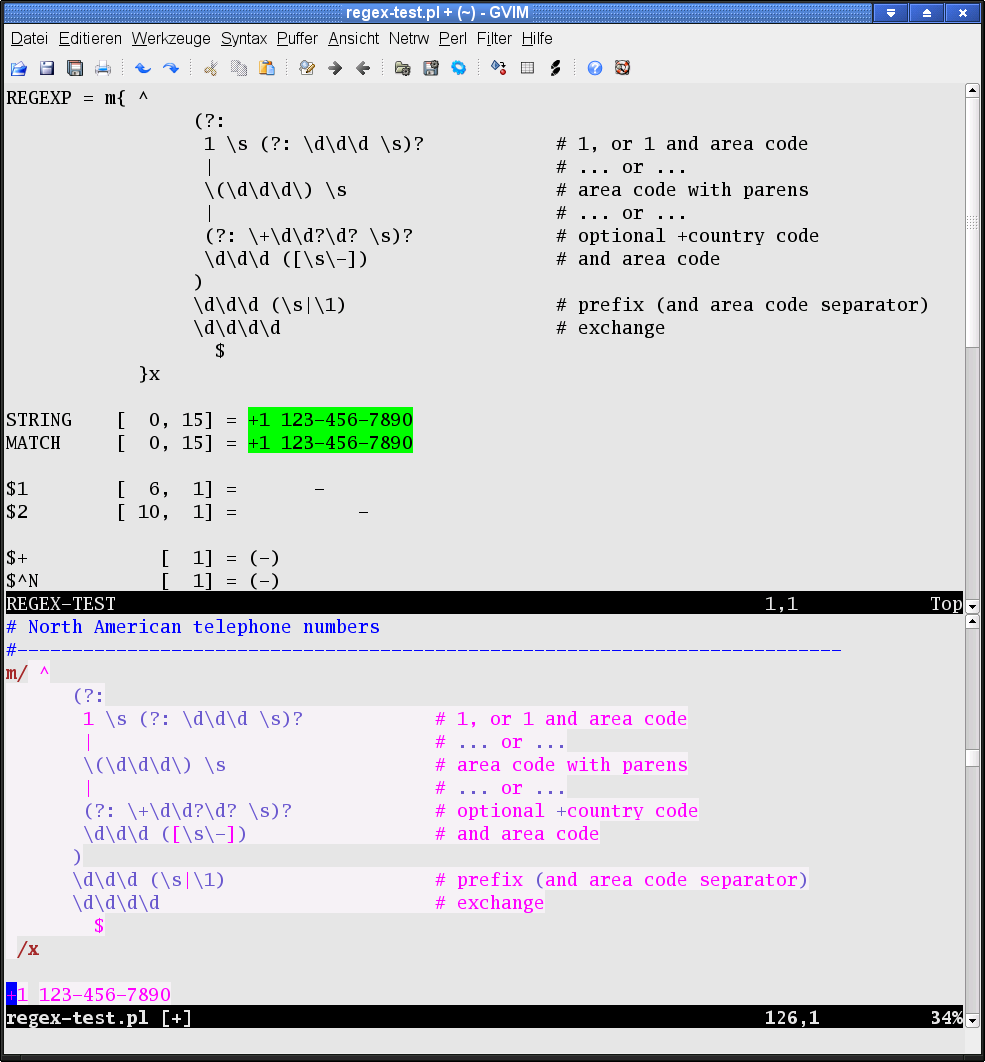 regex-test.pl + (~) - GVIM
Datei Editieren Werkzeuge Syntax Puffer Ansicht Netrw Perl Filter Hilfe
REGEXP = m{ ^
(?:
1 \s (?: \d\d\d \s)? # 1, or 1 and area code
| # ... or ...
\(\d\d\d\) \s # area code with parens
| # ... or ...
(?: \+\d\d?\d? \s)? # optional +country code
\d\d\d ([\s\-]) # and area code
)
\d\d\d (\s|\1) # prefix (and area code separator)
\d\d\d\d # exchange
$
}x
STRING [ 0, 15] = +1 123-456-7890
MATCH [ 0, 15] = +1 123-456-7890
$1 [ 6, 1] = -
$2 [ 10, 1] = -
$+ [ 1] = (-)
$^N [ 1] = (-)
REGEX-TEST 1,1 Top
# North American telephone numbers
#---------------------------------------------------------------------------
m/ ^
(?:
1 \s (?: \d\d\d \s)? # 1, or 1 and area code
| # ... or ...
\(\d\d\d\) \s # area code with parens
| # ... or ...
(?: \+\d\d?\d? \s)? # optional +country code
\d\d\d ([\s\-]) # and area code
)
\d\d\d (\s|\1) # prefix (and area code separator)
\d\d\d\d # exchange
$
/x
+1 123-456-7890
regex-test.pl [+] 126,1 34%